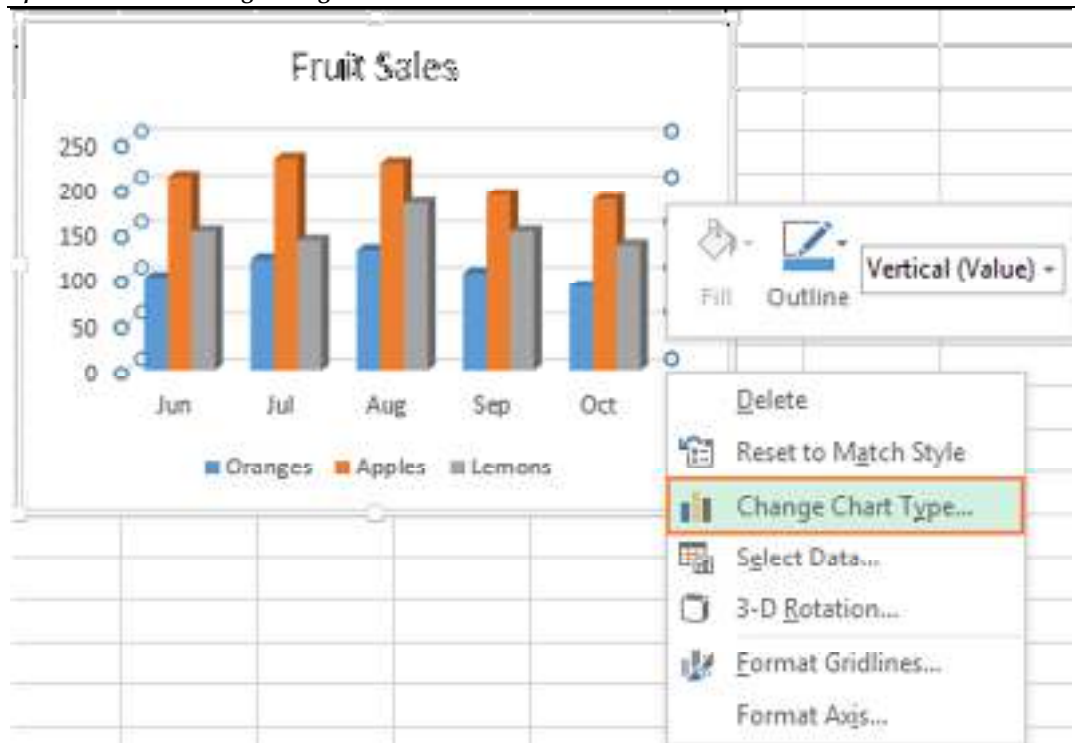 Fruit Sales
250
200
150
100
50
0
Jun Jul Aug Sep Oct
Oranges Apples Lemons
Fill Outline Vertical (Value)
Delete
Reset to Match Style
Change Chart Type...
Select Data...
3-D Rotation...
Format Gridlines...
Format Axis...